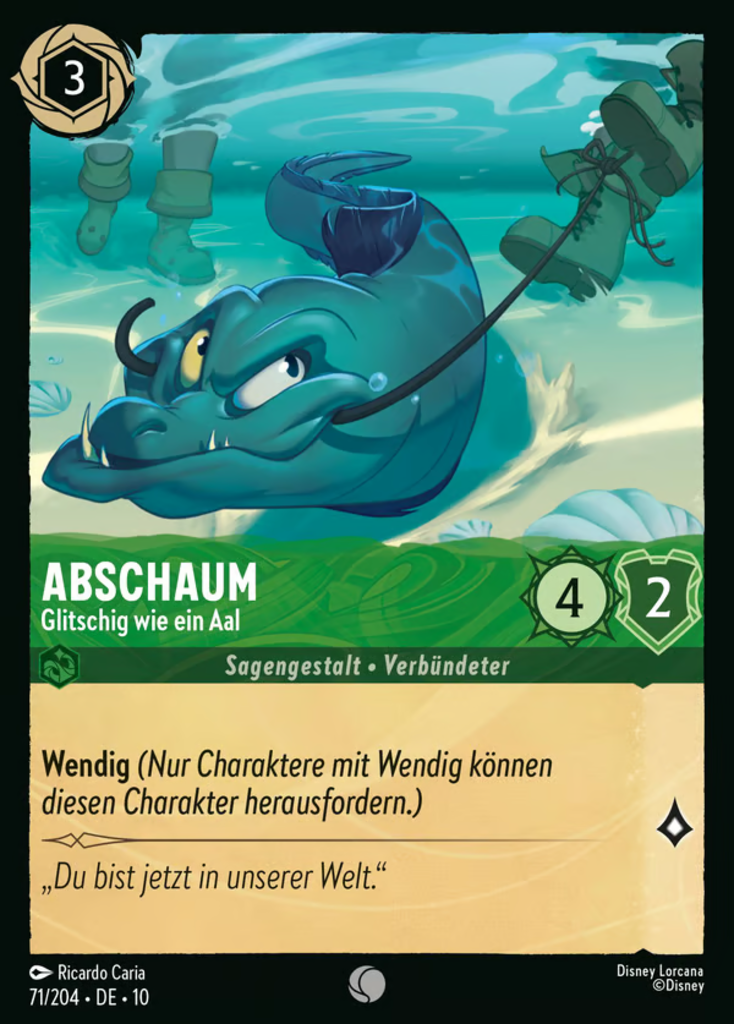 3
ABSCHAUM
Glitschig wie ein Aal
4
2
Sagengestalt • Verbündeter
Wendig (Nur Charaktere mit Wendig können
diesen Charakter herausfordern.)
„Du bist jetzt in unserer Welt.“
Ricardo Caria
71/204 • DE • 10
Disney Lorcana
©Disney